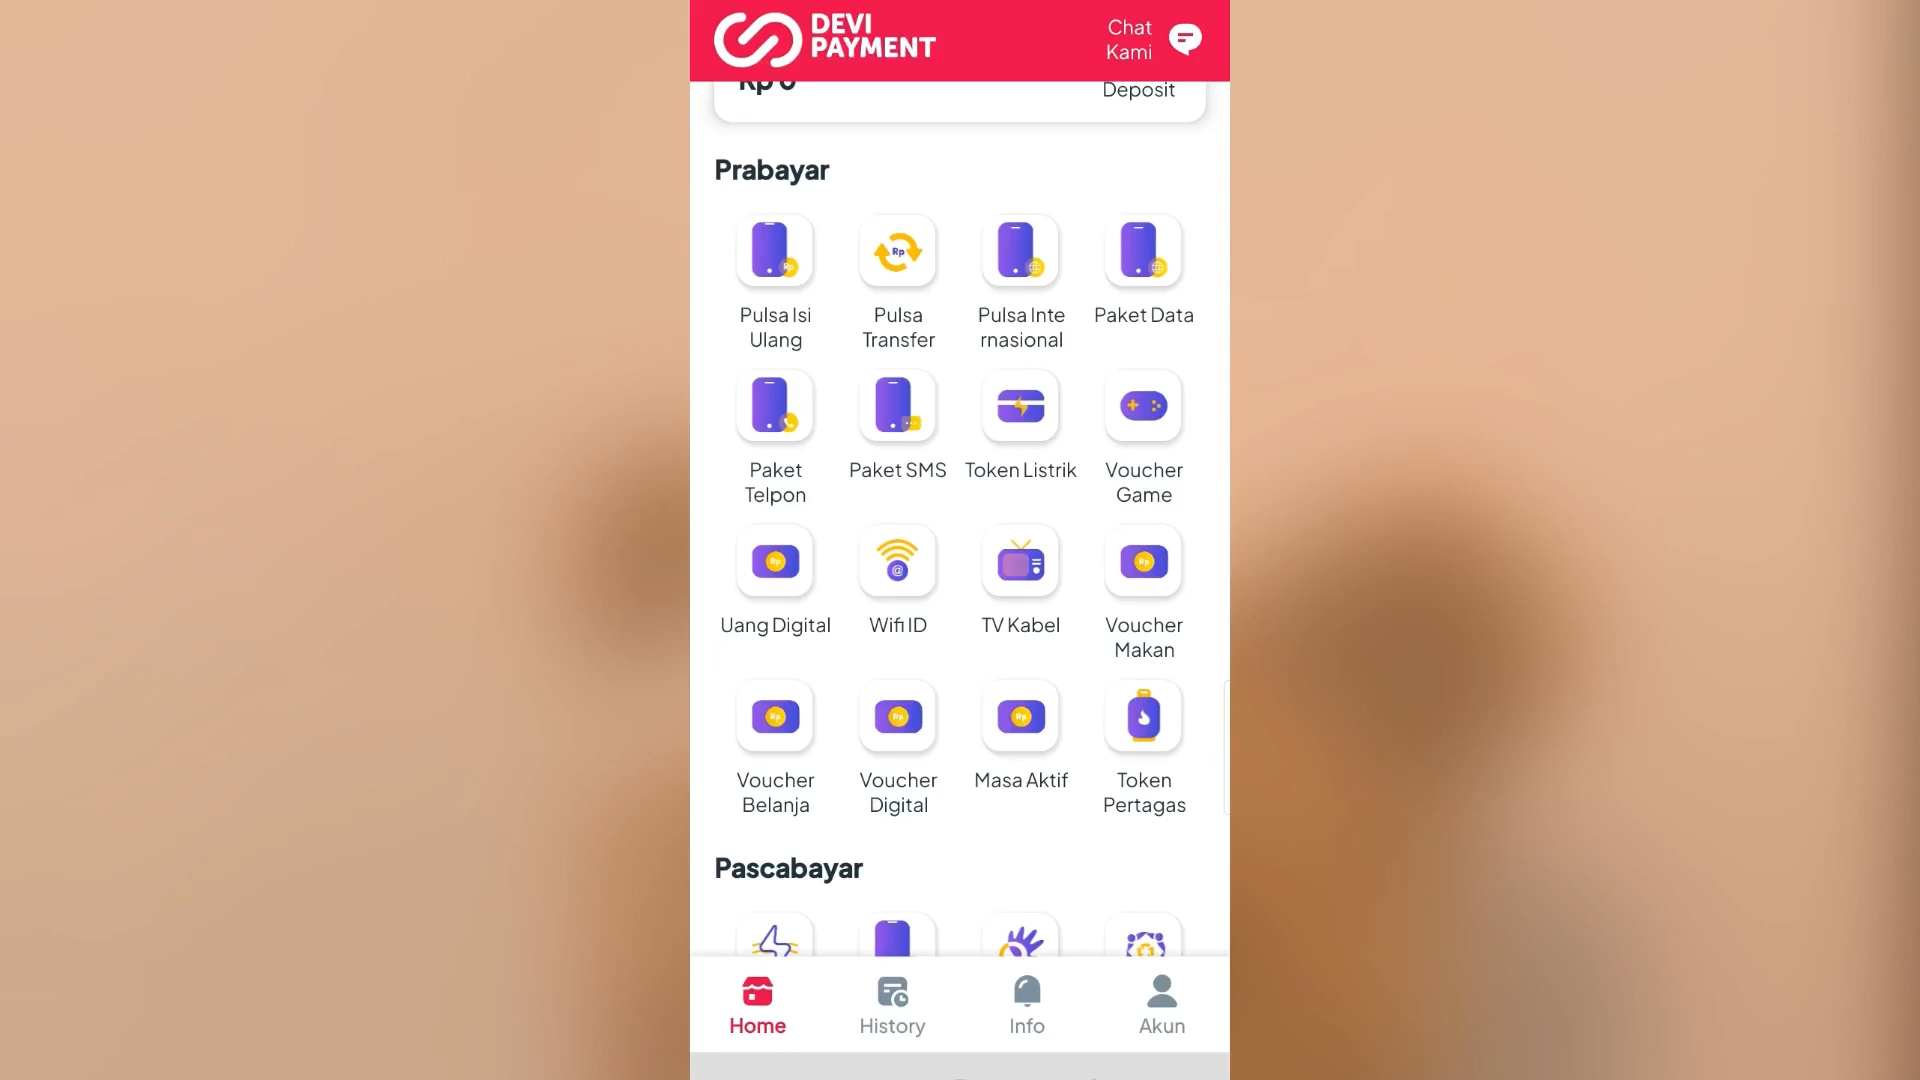 DEVI
PAYMENT
Chat
Kami
Rp 0
Deposit
Prabayar
Pulsa Isi
Ulang
Pulsa
Transfer
Pulsa Inte
rnasional
Paket Data
Paket
Telpon
Paket SMS
Token Listrik
Voucher
Game
Uang Digital
Wifi ID
TV Kabel
Voucher
Makan
Voucher
Belanja
Voucher
Digital
Masa Aktif
Token
Pertagas
Pascabayar
Home
History
Info
Akun